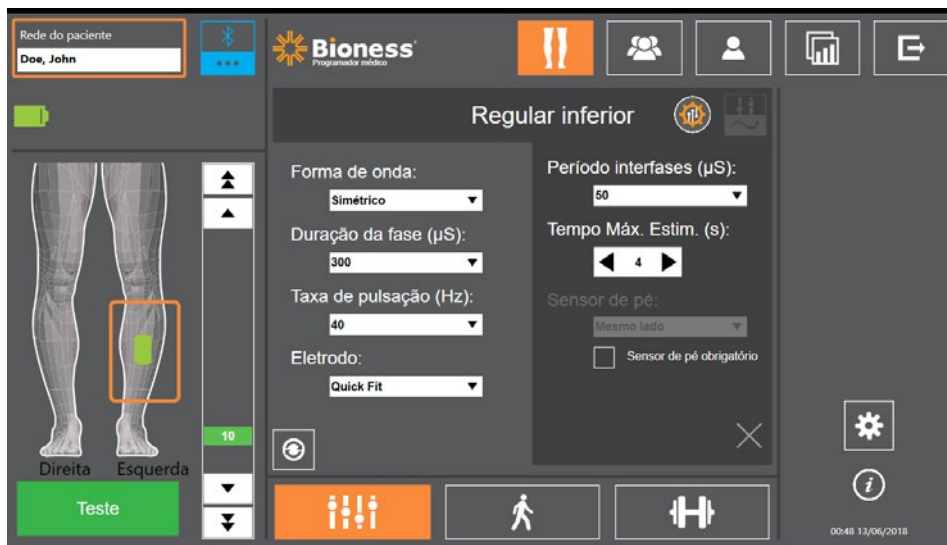 Rede do paciente
Doe, John
Bioness
Programador médico
Regular inferior
Forma de onda:
Simétrico
Duração da fase (µS):
300
Taxa de pulsação (Hz):
40
Eletrodo:
Quick Fit
Período interfases (µS):
50
Tempo Máx. Estim. (s):
4
Sensor de pé:
Mesmo lado
Sensor de pé obrigatório
10
Direita Esquerda
Teste
i
00:48 13/06/2018